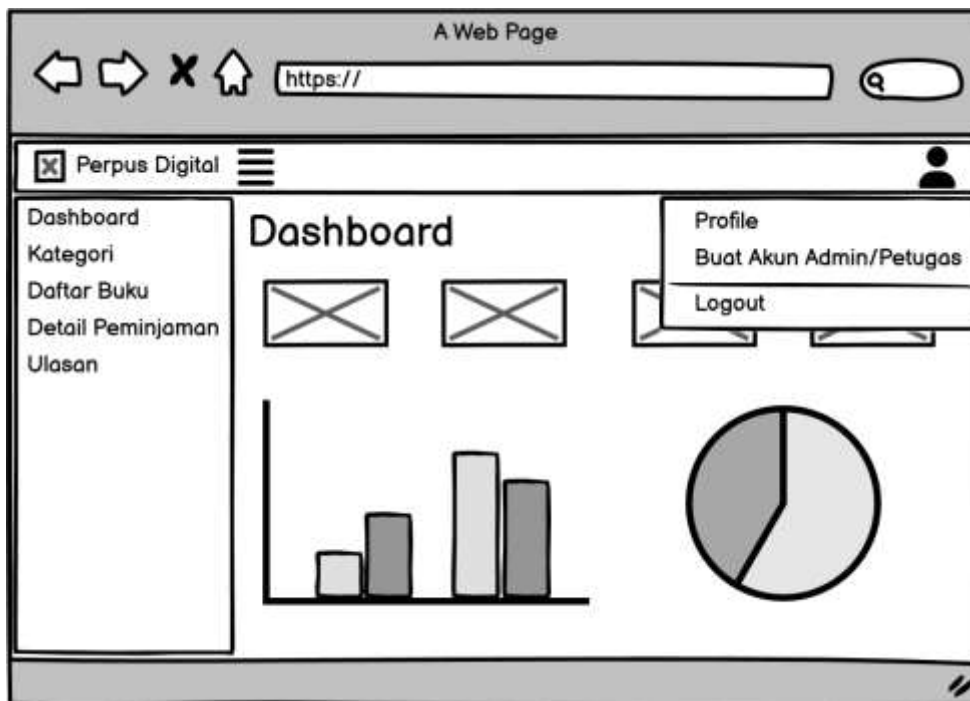 A Web Page
https://
Perpus Digital
Dashboard
Kategori
Daftar Buku
Detail Peminjaman
Ulasan
Dashboard
Profile
Buat Akun Admin/Petugas
Logout